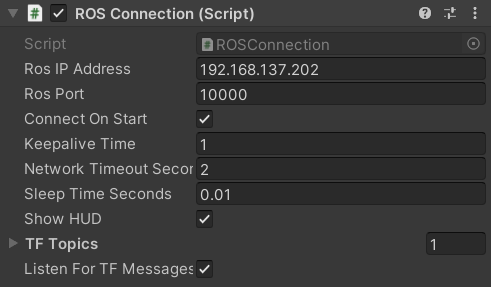 ROS Connection (Script)
Script ROSConnection
Ros IP Address 192.168.137.202
Ros Port 10000
Connect On Start
Keepalive Time 1
Network Timeout Secor 2
Sleep Time Seconds 0.01
Show HUD
TF Topics 1
Listen For TF Messages